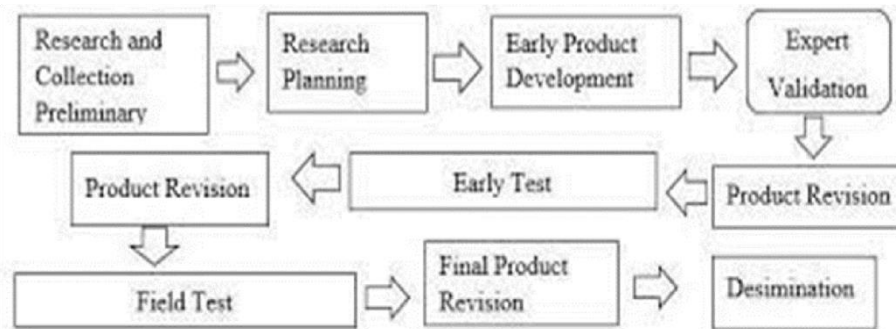 Research and
Collection
Preliminary
Research
Planning
Early Product
Development
Expert
Validation
Product Revision
Early Test
Product Revision
Field Test
Final Product
Revision
Desimination